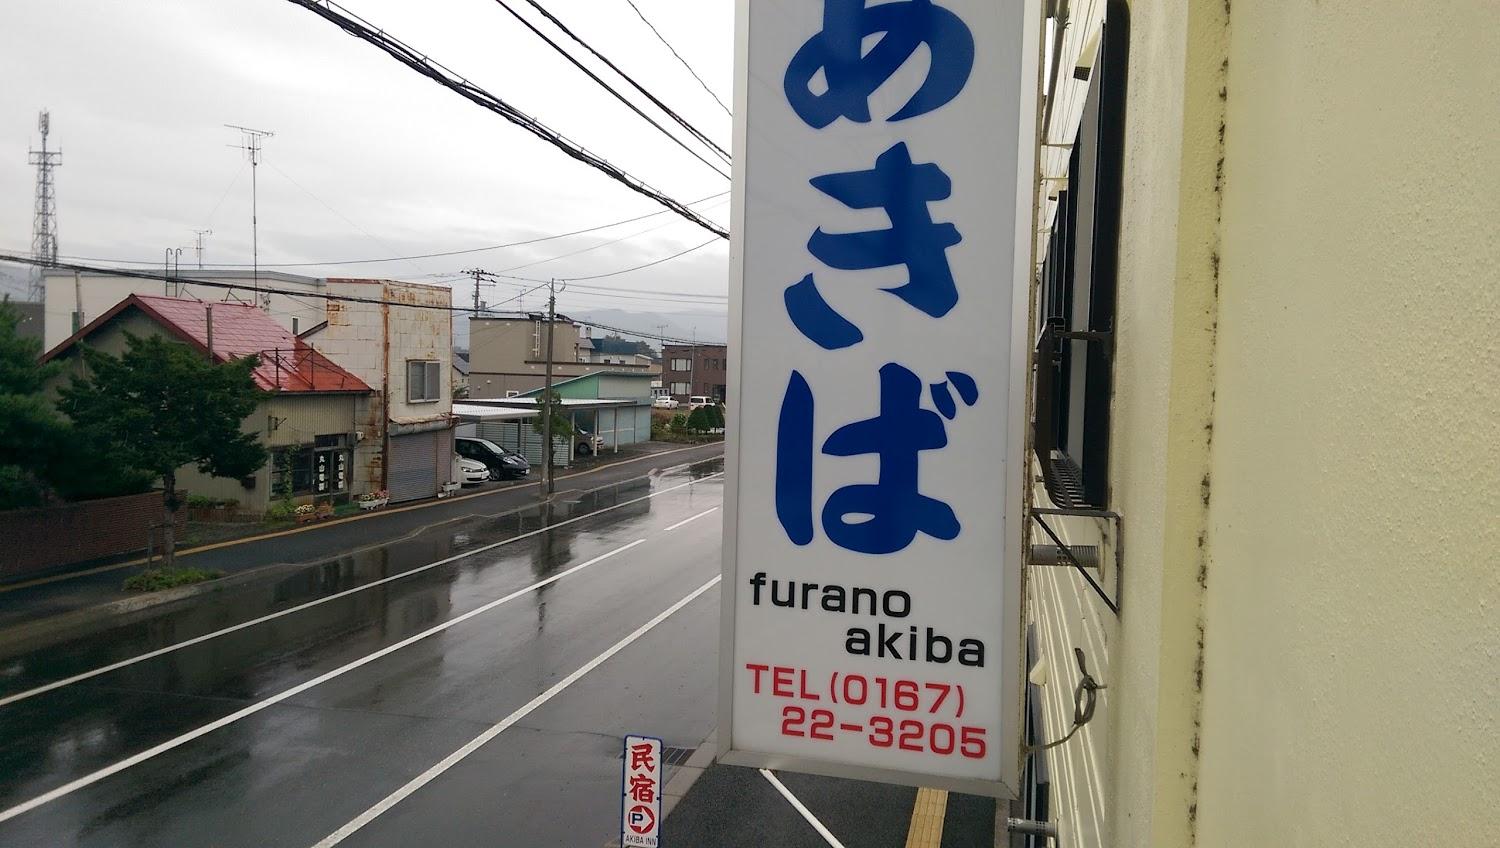 あきば
furano
akiba
TEL(0167)
22-3205
民宿
P
AKIBA INN